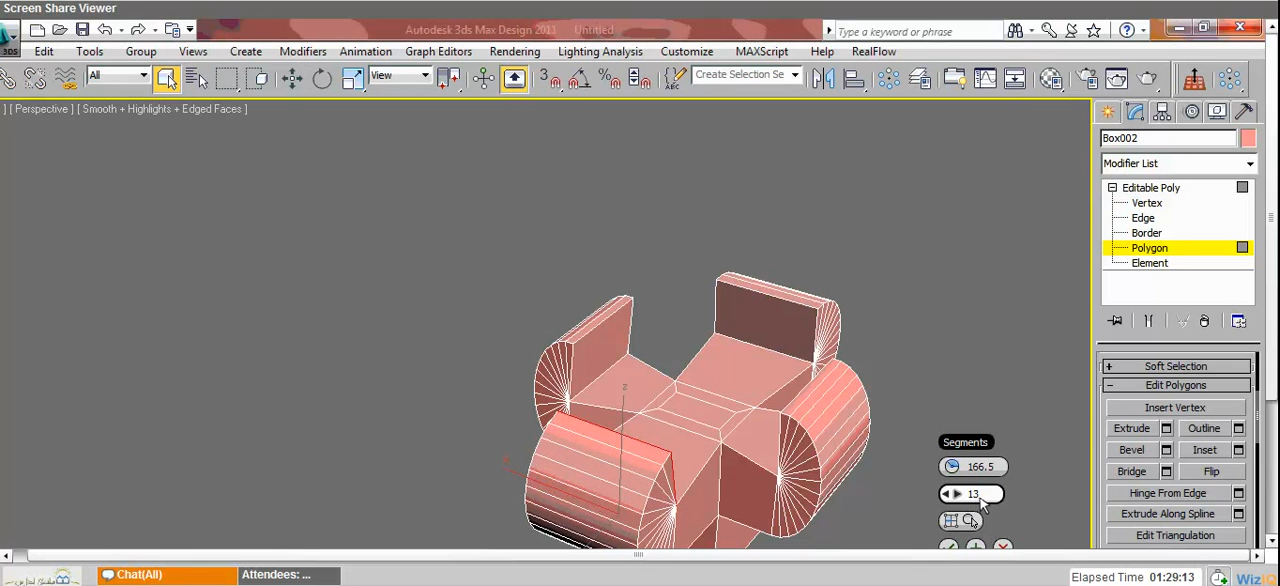 Screen Share Viewer
Autodesk 3ds Max Design 2011 Untitled
Type a keyword or phrase
3DS Edit Tools Group Views Create Modifiers Animation Graph Editors Rendering Lighting Analysis Customize MAXScript Help RealFlow
All View 3 Create Selection Se
] [ Perspective ] [ Smooth + Highlights + Edged Faces ]
Box002
Modifier List
Editable Poly
Vertex
Edge
Border
Polygon
Element
Soft Selection
Edit Polygons
Insert Vertex
Extrude Outline
Bevel Inset
Bridge Flip
Hinge From Edge
Extrude Along Spline
Edit Triangulation
z
Segments
166.5
13
Chat(All) Attendees: ...
Elapsed Time 01:29:13